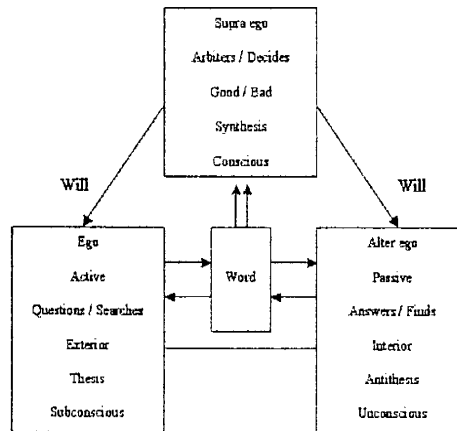 Supra ego
Arbiters / Decides
Good / Bad
Synthesis
Conscious
Will
Will
Ego
Active
Questions / Searches
Exterior
Thesis
Subconscious
Word
Alter ego
Passive
Answers / Finds
Interior
Antithesis
Unconscious